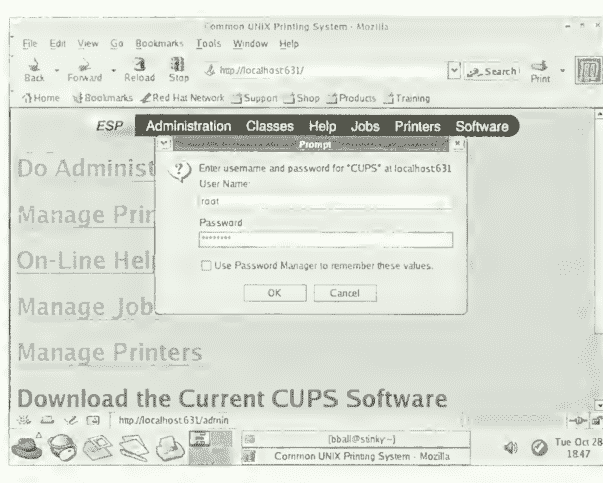 Common UNIX Printing System - Mozilla
File Edit View Go Bookmarks Tools Window Help
Back Forward Reload Stop http://localhost:631/ Search Print
Home Bookmarks Red Hat Network Support Shop Products Training
ESP Administration Classes Help Jobs Printers Software
Prompt
Do Administ
Enter username and password for "CUPS" at localhost:631
User Name:
root
Manage Prin
Password
********
On-Line Hel
Use Password Manager to remember these values.
OK Cancel
Manage Job
Manage Printers
Download the Current CUPS Software
http://localhost:631/admin
[bball@stinky:~]
Common UNIX Printing System - Mozilla
Tue Oct 28
18:47